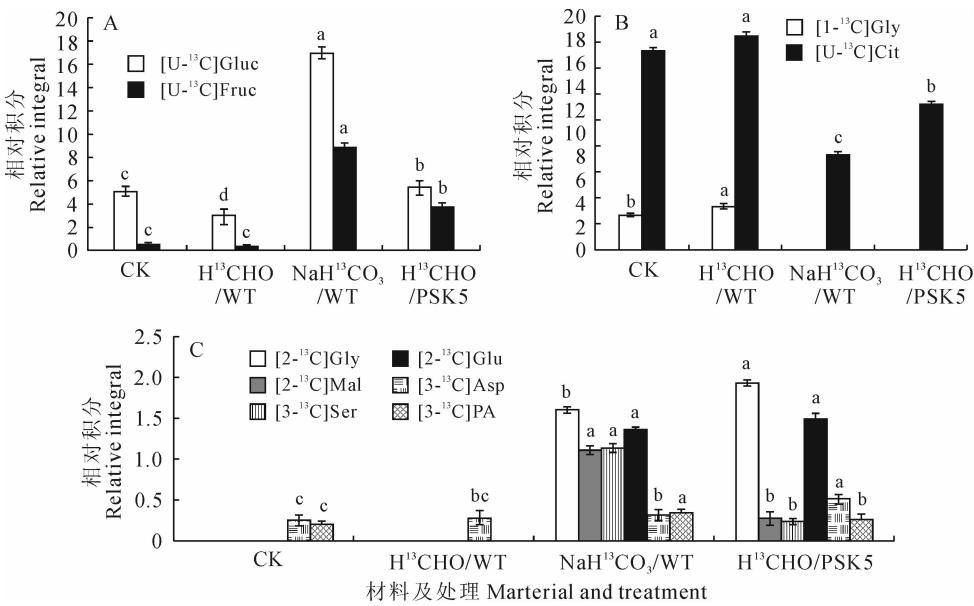 A
20
18
16
14
12
10
8
6
4
2
0
相对积分
Relative integral
[U-¹³C]Gluc
[U-¹³C]Fruc
c
c
d
c
a
a
b
b
CK
H¹³CHO
/WT
NaH¹³CO₃
/WT
H¹³CHO
/PSK5
B
20
18
16
14
12
10
8
6
4
2
0
相对积分
Relative integral
[1-¹³C]Gly
[U-¹³C]Cit
b
a
a
a
c
b
CK
H¹³CHO
/WT
NaH¹³CO₃
/WT
H¹³CHO
/PSK5
C
2.5
2.0
1.5
1.0
0.5
0
相对积分
Relative integral
[2-¹³C]Gly
[2-¹³C]Glu
[2-¹³C]Mal
[3-¹³C]Asp
[3-¹³C]Ser
[3-¹³C]PA
c
c
bc
b
a
a
a
b
a
a
b
b
a
a
b
CK
H¹³CHO/WT
NaH¹³CO₃/WT
H¹³CHO/PSK5
材料及处理 Marterial and treatment